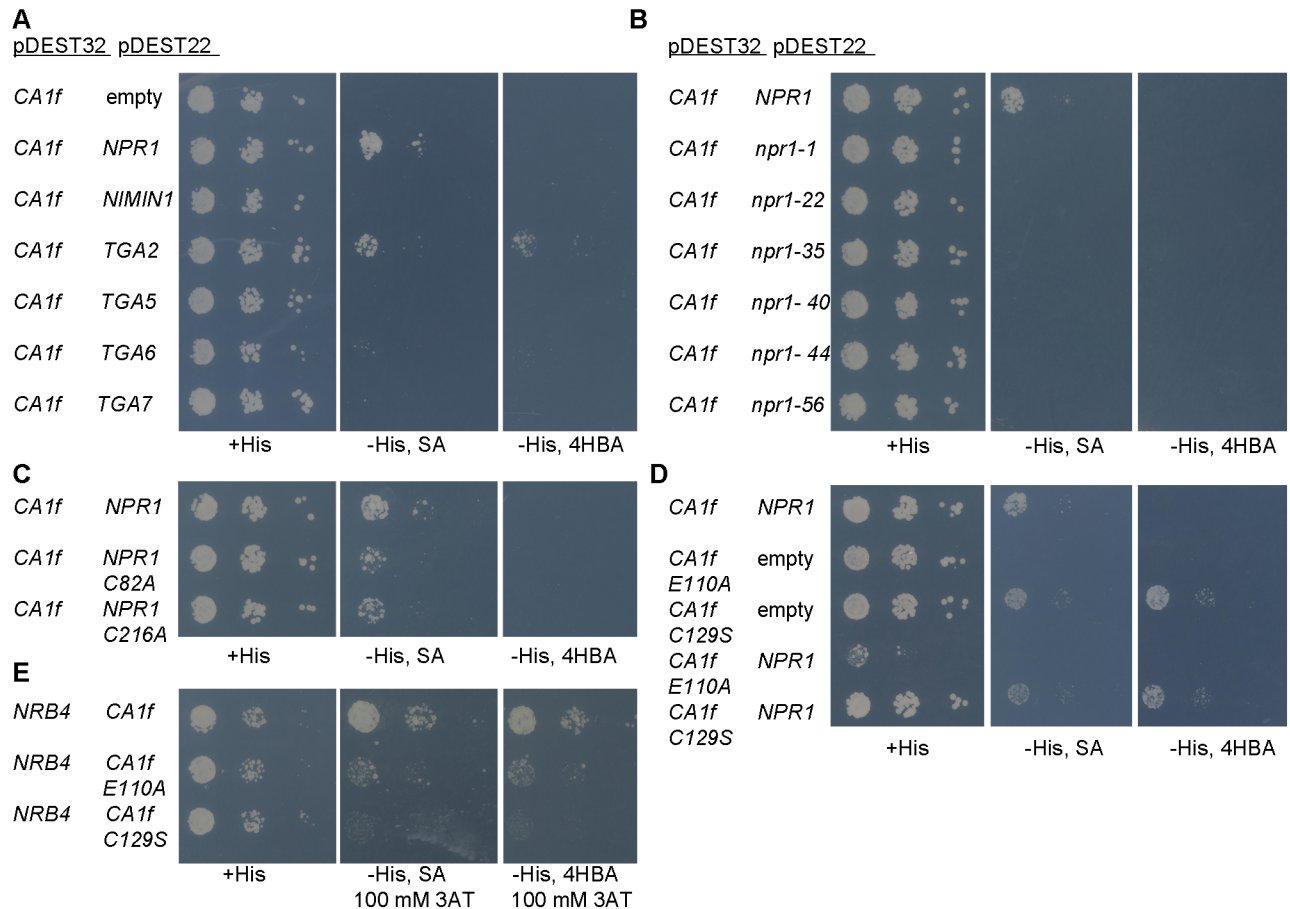 A
pDEST32 pDEST22
CA1f empty
CA1f NPR1
CA1f NIMIN1
CA1f TGA2
CA1f TGA5
CA1f TGA6
CA1f TGA7
+His -His, SA -His, 4HBA
B
pDEST32 pDEST22
CA1f NPR1
CA1f npr1-1
CA1f npr1-22
CA1f npr1-35
CA1f npr1- 40
CA1f npr1- 44
CA1f npr1-56
+His -His, SA -His, 4HBA
C
CA1f NPR1
CA1f NPR1
C82A
CA1f NPR1
C216A
+His -His, SA -His, 4HBA
D
CA1f NPR1
CA1f empty
E110A
CA1f empty
C129S
CA1f NPR1
E110A
CA1f NPR1
C129S
+His -His, SA -His, 4HBA
E
NRB4 CA1f
NRB4 CA1f
E110A
NRB4 CA1f
C129S
+His -His, SA -His, 4HBA
100 mM 3AT 100 mM 3AT